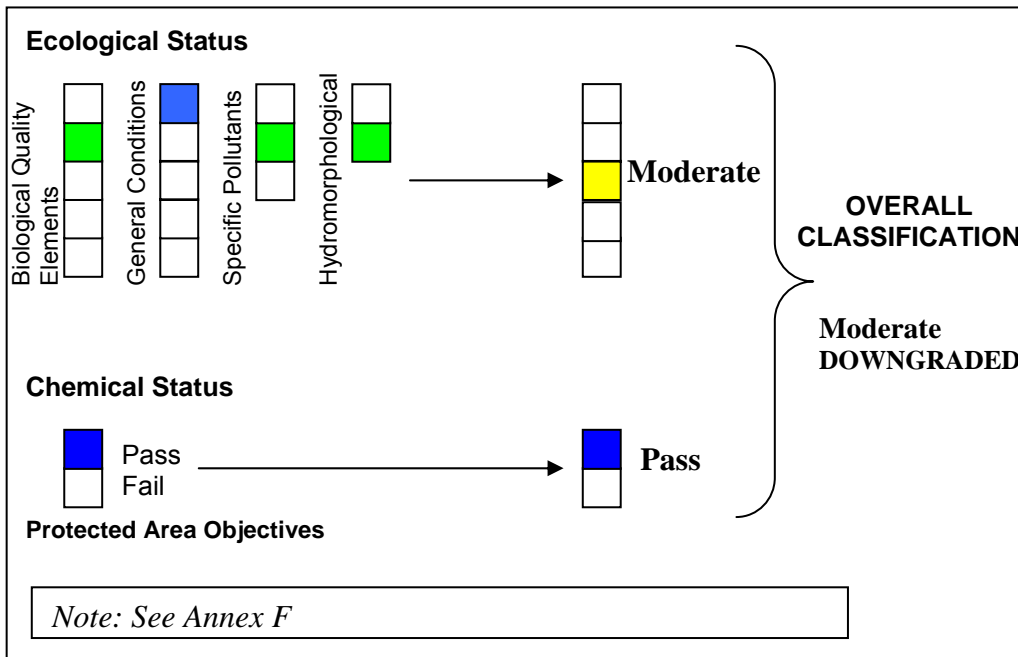 Ecological Status
Biological Quality
Elements
General Conditions
Specific Pollutants
Hydromorphological
Moderate
OVERALL
CLASSIFICATION
Moderate
DOWNGRADED
Chemical Status
Pass
Fail
Pass
Protected Area Objectives
Note: See Annex F